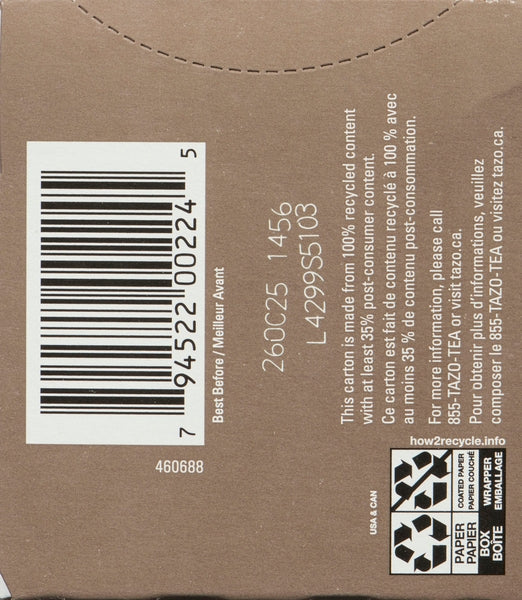 7 94522 00224 5
460688
Best Before / Meilleur Avant
26OC25 1456
L4299S5103
This carton is made from 100% recycled content
with at least 35% post-consumer content.
Ce carton est fait de contenu recyclé à 100 % avec
au moins 35 % de contenu post-consommation.
For more information, please call
855-TAZO-TEA or visit tazo.ca.
Pour obtenir plus d'informations, veuillez
composer le 855-TAZO-TEA ou visitez tazo.ca.
how2recycle.info
USA & CAN
PAPER
PAPIER
BOX
BOÎTE
COATED PAPER
PAPIER COUCHÉ
WRAPPER
EMBALLAGE